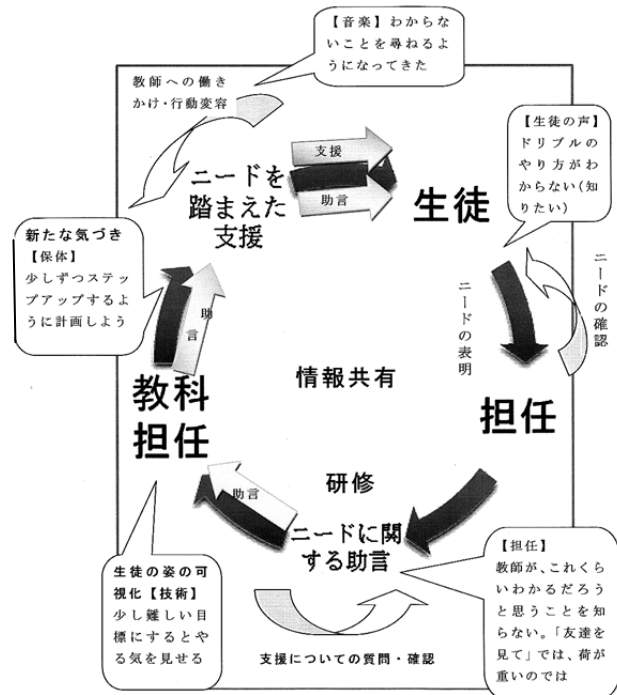 【音楽】わからな
いことを尋ねるよ
うになってきた
教師への働き
かけ・行動変容
【生徒の声】
ドリブルの
やり方がわ
からない(知
りたい)
支援
助言
ニードを
踏まえた
支援
生徒
新たな気づき
【保体】
少しずつステッ
プアップするよ
うに計画しよう
助言
ニードの表明
ニードの確認
情報共有
教科
担任
担任
研修
助言
ニードに関
する助言
生徒の姿の可
視化【技術】
少し難しい目
標にするとや
る気を見せる
【担任】
教師が、これくら
いわかるだろう
と思うことを知
らない。「友達を
見て」では、荷が
重いのでは
支援についての質問・確認